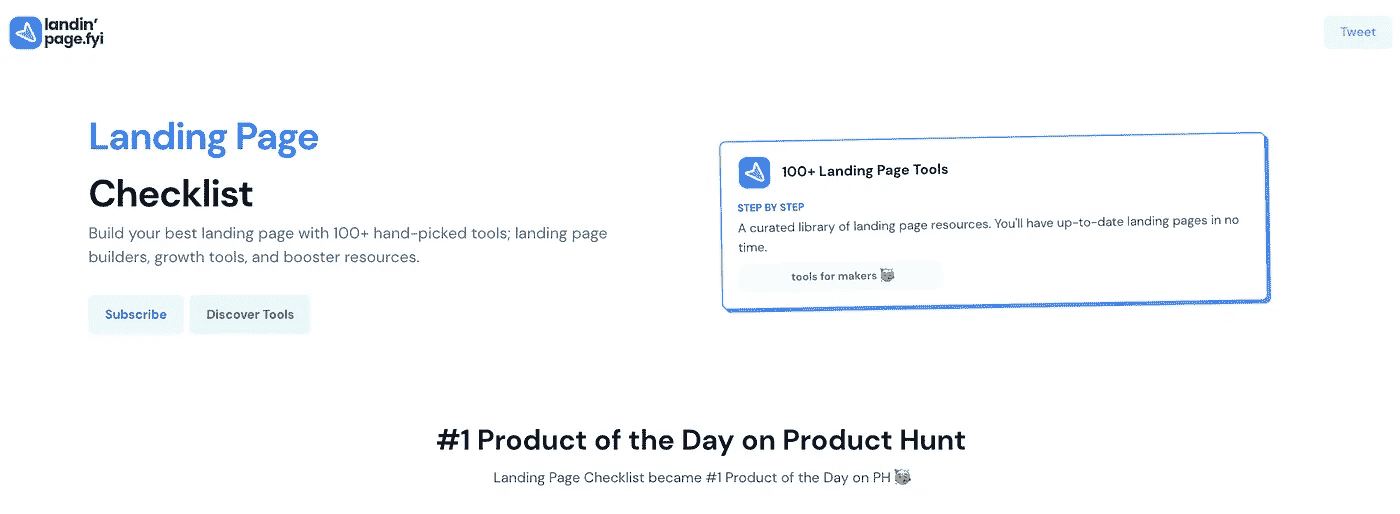 landin'
page.fyi
Tweet
Landing Page
Checklist
Build your best landing page with 100+ hand-picked tools; landing page
builders, growth tools, and booster resources.
Subscribe
Discover Tools
100+ Landing Page Tools
STEP BY STEP
A curated library of landing page resources. You'll have up-to-date landing pages in no
time.
tools for makers
#1 Product of the Day on Product Hunt
Landing Page Checklist became #1 Product of the Day on PH